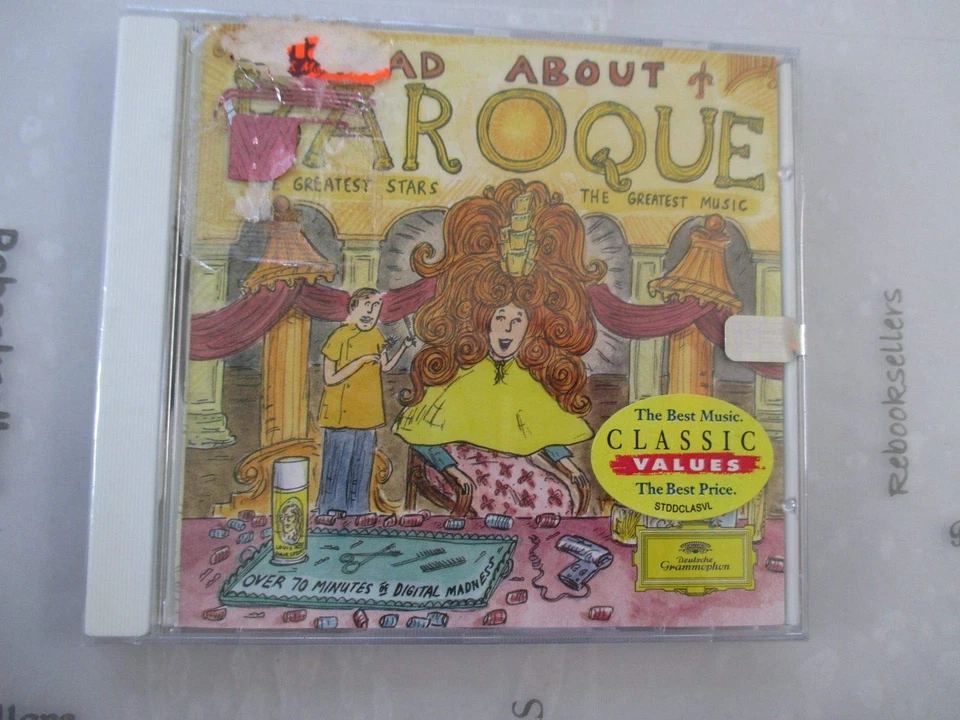 AD ABOUT
AROQUE
GREATEST STARS
THE GREATEST MUSIC
The Best Music.
CLASSIC
VALUES
The Best Price.
STDDCLASVL
Deutsche
Grammophon
OVER 70 MINUTES OF DIGITAL MADNESS
Rebooksellers